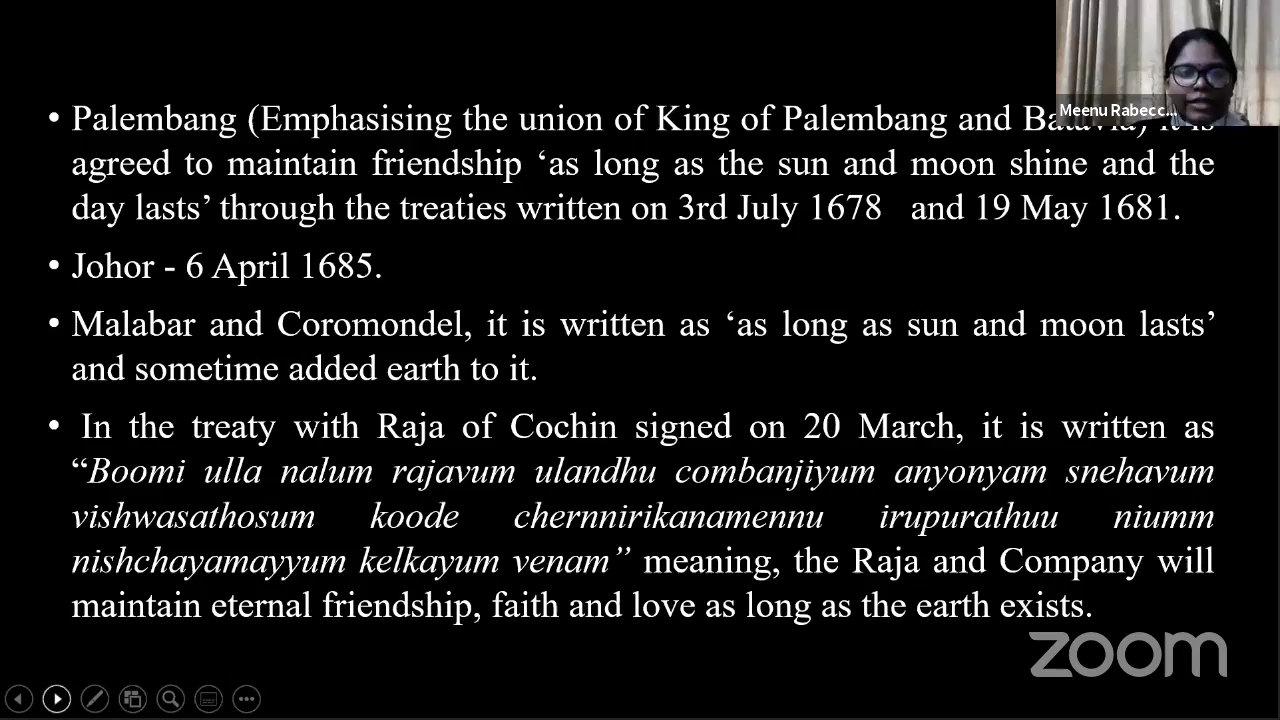 Meenu Rabecc...
• Palembang (Emphasising the union of King of Palembang and Batavia) it is
agreed to maintain friendship ‘as long as the sun and moon shine and the
day lasts’ through the treaties written on 3rd July 1678 and 19 May 1681.
• Johor - 6 April 1685.
• Malabar and Coromondel, it is written as ‘as long as sun and moon lasts’
and sometime added earth to it.
• In the treaty with Raja of Cochin signed on 20 March, it is written as
“Boomi ulla nalum rajavum ulandhu combanjiyum anyonyam snehavum
vishwasathosum koode chernnirikanamennu irupurathuu niumm
nishchayamayyum kelkayum venam” meaning, the Raja and Company will
maintain eternal friendship, faith and love as long as the earth exists.
zoom